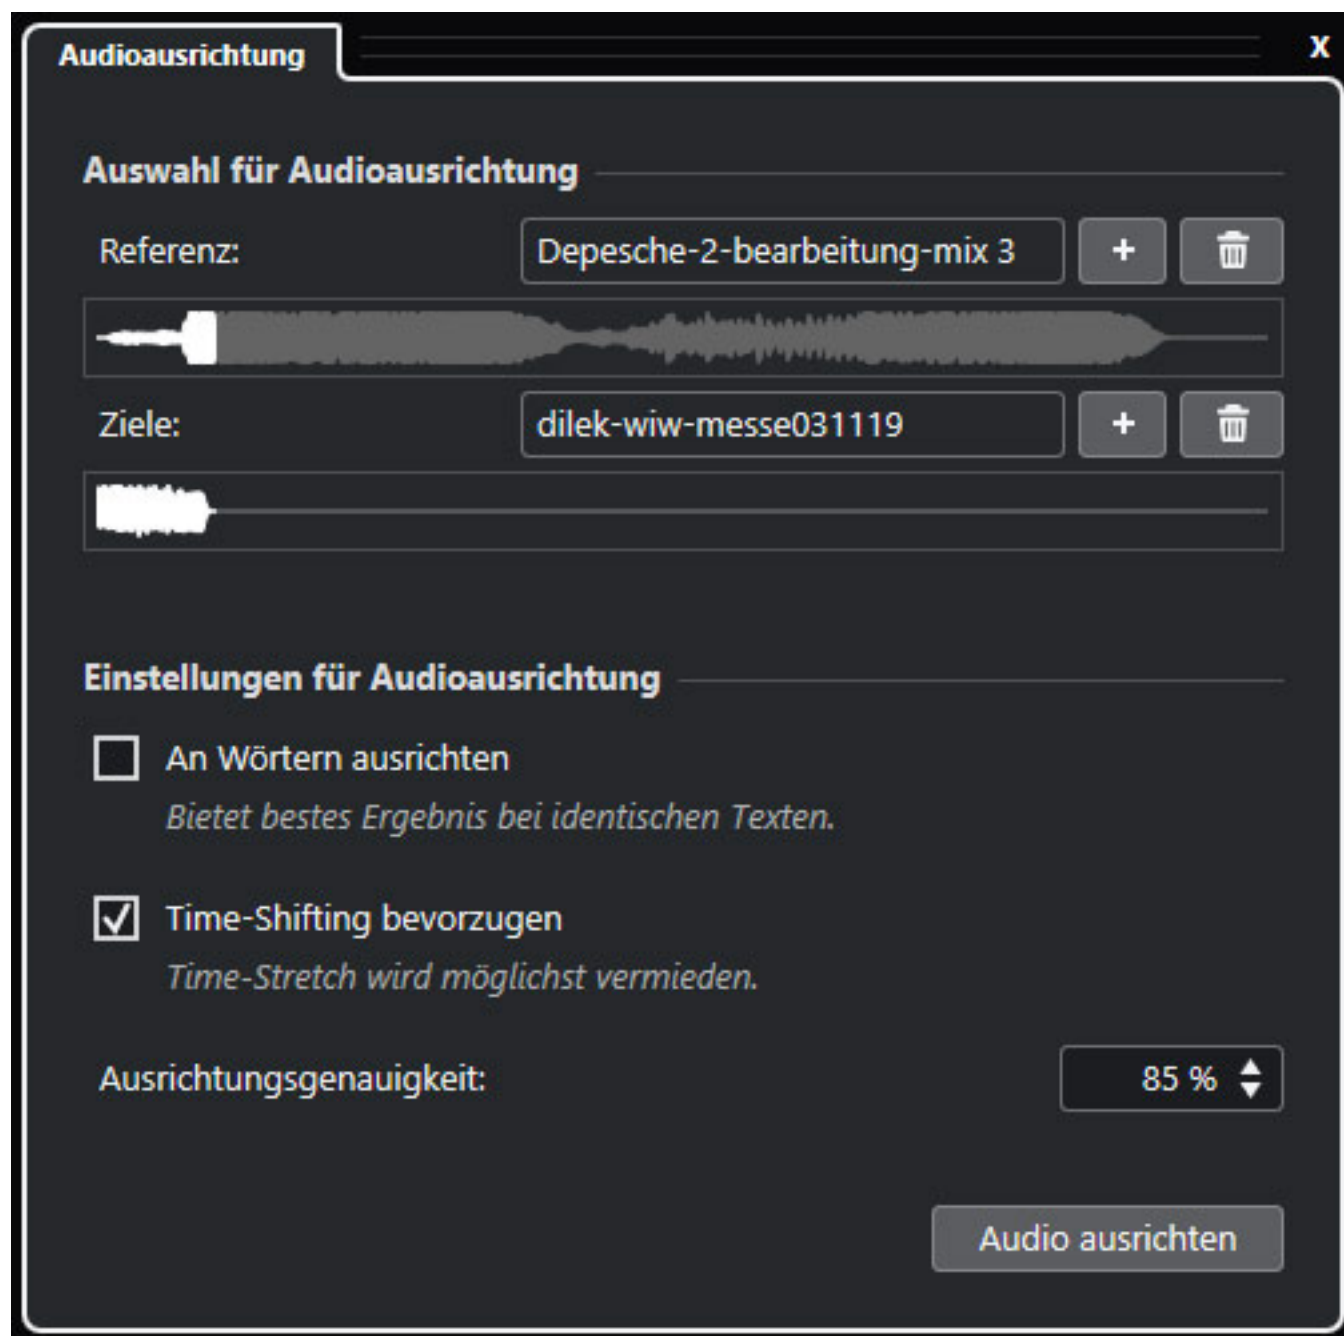 Audioausrichtung
x
Auswahl für Audioausrichtung
Referenz: Depesche-2-bearbeitung-mix 3 +
Ziele: dilek-wiw-messe031119 +
Einstellungen für Audioausrichtung
An Wörtern ausrichten
Bietet bestes Ergebnis bei identischen Texten.
Time-Shifting bevorzugen
Time-Stretch wird möglichst vermieden.
Ausrichtungsgenauigkeit: 85 %
Audio ausrichten